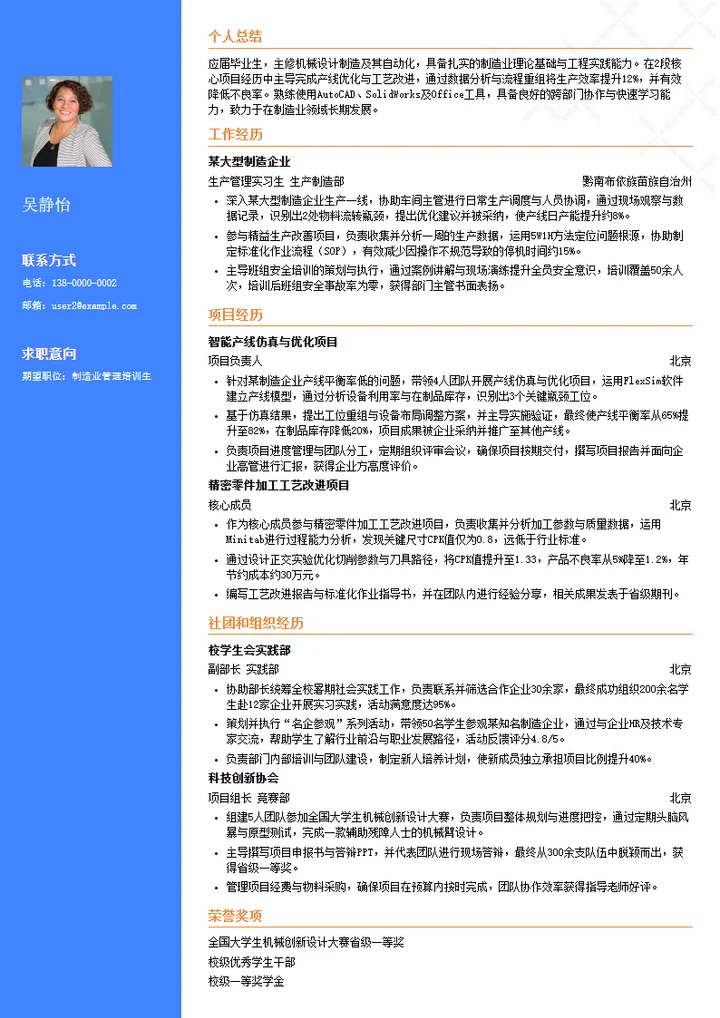 吴静怡
联系方式
电话：138-0000-0002
邮箱：user2@example.com
求职意向
期望职位：制造业管理培训生
个人总结
应届毕业生，主修机械设计制造及其自动化，具备扎实的制造业理论基础与工程实践能力。在2段核
心项目经历中主导完成产线优化与工艺改进，通过数据分析与流程重组将生产效率提升12%，并有效
降低不良率。熟练使用AutoCAD、SolidWorks及Office工具，具备良好的跨部门协作与快速学习能
力，致力于在制造业领域长期发展。
工作经历
某大型制造企业
生产管理实习生 生产制造部 黔南布依族苗族自治州
• 深入某大型制造企业生产一线，协助车间主管进行日常生产调度与人员协调，通过现场观察与数
据记录，识别出2处物料流转瓶颈，提出优化建议并被采纳，使产线日产能提升约8%。
• 参与精益生产改善项目，负责收集并分析一周的生产数据，运用5W1H方法定位问题根源，协助制
定标准化作业流程（SOP），有效减少因操作不规范导致的停机时间约15%。
• 主导班组安全培训的策划与执行，通过案例讲解与现场演练提升全员安全意识，培训覆盖50余人
次，培训后班组安全事故率为零，获得部门主管书面表扬。
项目经历
智能产线仿真与优化项目
项目负责人 北京
• 针对某制造企业产线平衡率低的问题，带领4人团队开展产线仿真与优化项目，运用FlexSim软件
建立产线模型，通过分析设备利用率与在制品库存，识别出3个关键瓶颈工位。
• 基于仿真结果，提出工位重组与设备布局调整方案，并主导实施验证，最终使产线平衡率从65%提
升至82%，在制品库存降低20%，项目成果被企业采纳并推广至其他产线。
• 负责项目进度管理与团队分工，定期组织评审会议，确保项目按期交付，撰写项目报告并面向企
业高管进行汇报，获得企业方高度评价。
精密零件加工工艺改进项目
核心成员 北京
• 作为核心成员参与精密零件加工工艺改进项目，负责收集并分析加工参数与质量数据，运用
Minitab进行过程能力分析，发现关键尺寸CPK值仅为0.8，远低于行业标准。
• 通过设计正交实验优化切削参数与刀具路径，将CPK值提升至1.33，产品不良率从5%降至1.2%，年
节约成本约30万元。
• 编写工艺改进报告与标准化作业指导书，并在团队内进行经验分享，相关成果发表于省级期刊。
社团和组织经历
校学生会实践部
副部长 实践部 北京
• 协助部长统筹全校暑期社会实践工作，负责联系并筛选合作企业30余家，最终成功组织200余名学
生赴12家企业开展实习实践，活动满意度达95%。
• 策划并执行“名企参观”系列活动，带领50名学生参观某知名制造企业，通过与企业HR及技术专
家交流，帮助学生了解行业前沿与职业发展路径，活动反馈评分4.8/5。
• 负责部门内部培训与团队建设，制定新人培养计划，使新成员独立承担项目比例提升40%。
科技创新协会
项目组长 竞赛部 北京
• 组建5人团队参加全国大学生机械创新设计大赛，负责项目整体规划与进度把控，通过定期头脑风
暴与原型测试，完成一款辅助残障人士的机械臂设计。
• 主导撰写项目申报书与答辩PPT，并代表团队进行现场答辩，最终从300余支队伍中脱颖而出，获
得省级一等奖。
• 管理项目经费与物料采购，确保项目在预算内按时完成，团队协作效率获得指导老师好评。
荣誉奖项
全国大学生机械创新设计大赛省级一等奖
校级优秀学生干部
校级一等奖学金